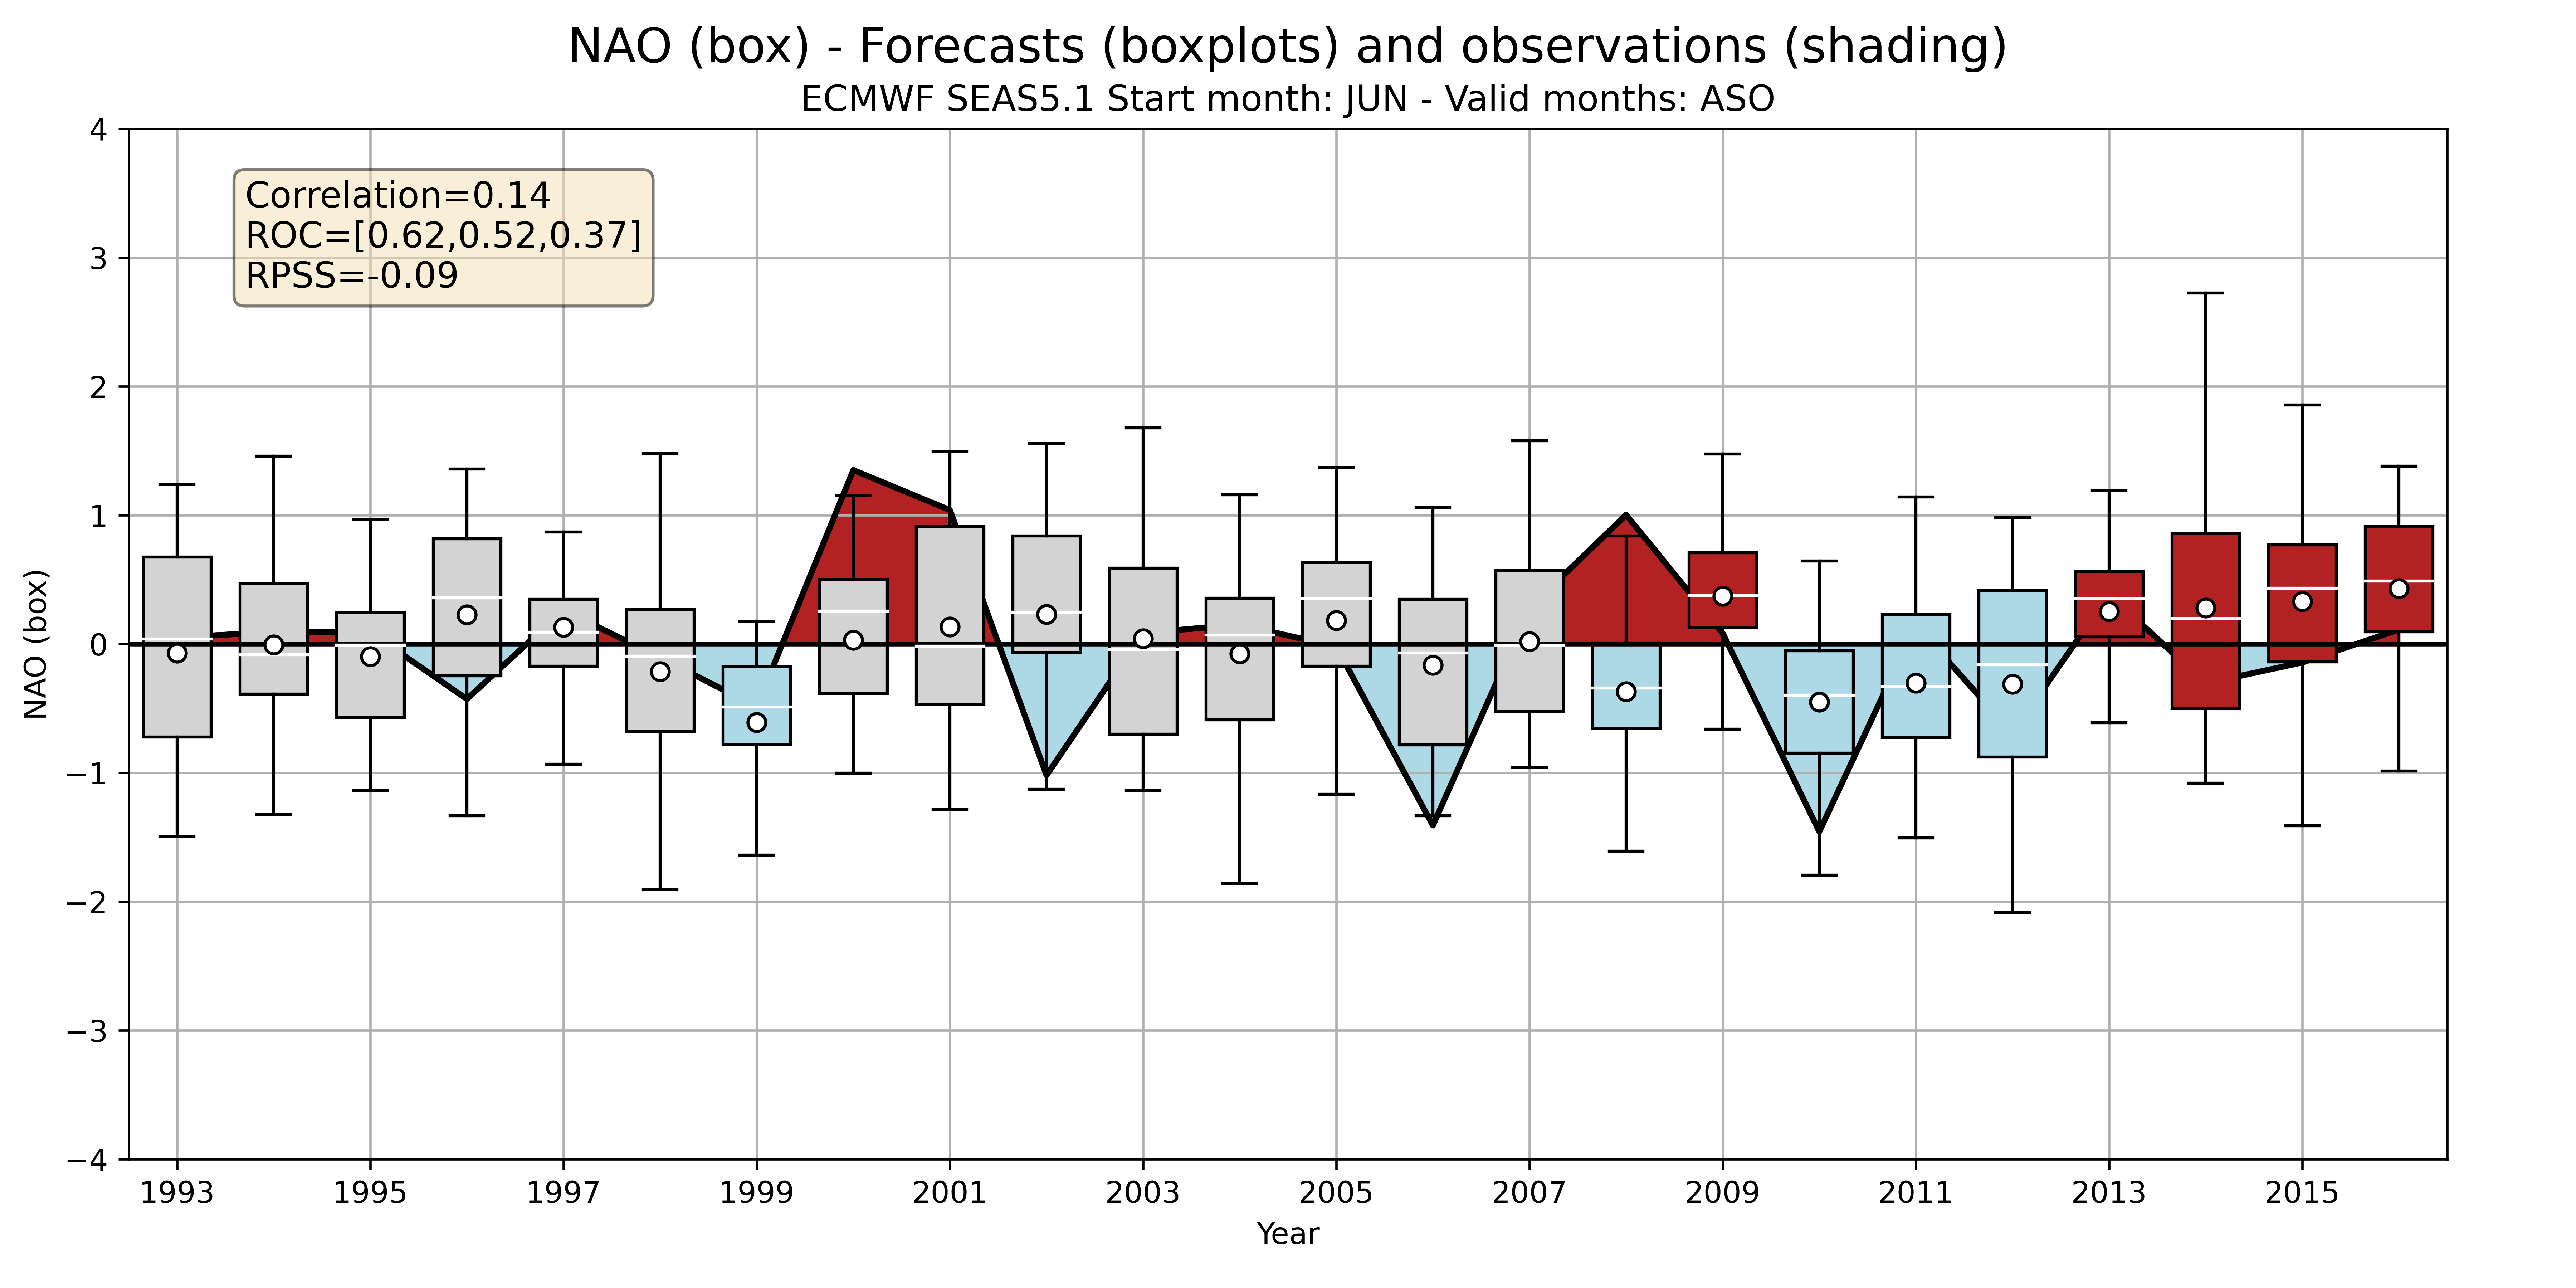 NAO (box) - Forecasts (boxplots) and observations (shading)
ECMWF SEAS5.1 Start month: JUN - Valid months: ASO
Correlation=0.14
ROC=[0.62,0.52,0.37]
RPSS=-0.09
NAO (box)
4
3
2
1
0
−1
−2
−3
−4
1993 1995 1997 1999 2001 2003 2005 2007 2009 2011 2013 2015
Year